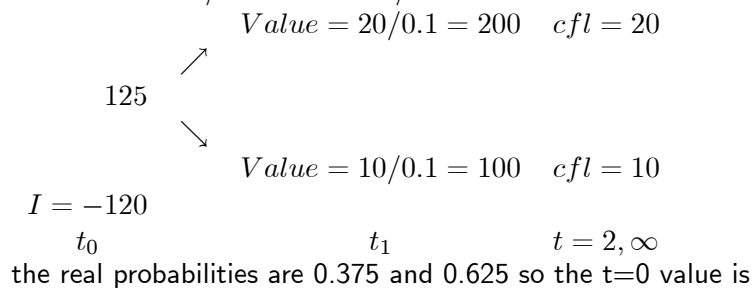 Value = 20/0.1 = 200 cfl = 20
125
Value = 10/0.1 = 100 cfl = 10
I = −120
t₀ t₁ t = 2, ∞
the real probabilities are 0.375 and 0.625 so the t=0 value is